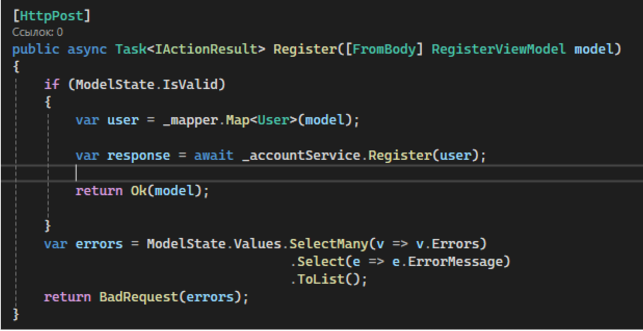 [HttpPost]
Ссылок: 0
public async Task<IActionResult> Register([FromBody] RegisterViewModel model)
{
if (ModelState.IsValid)
{
var user = _mapper.Map<User>(model);
var response = await _accountService.Register(user);
return Ok(model);
}
var errors = ModelState.Values.SelectMany(v => v.Errors)
.Select(e => e.ErrorMessage)
.ToList();
return BadRequest(errors);
}